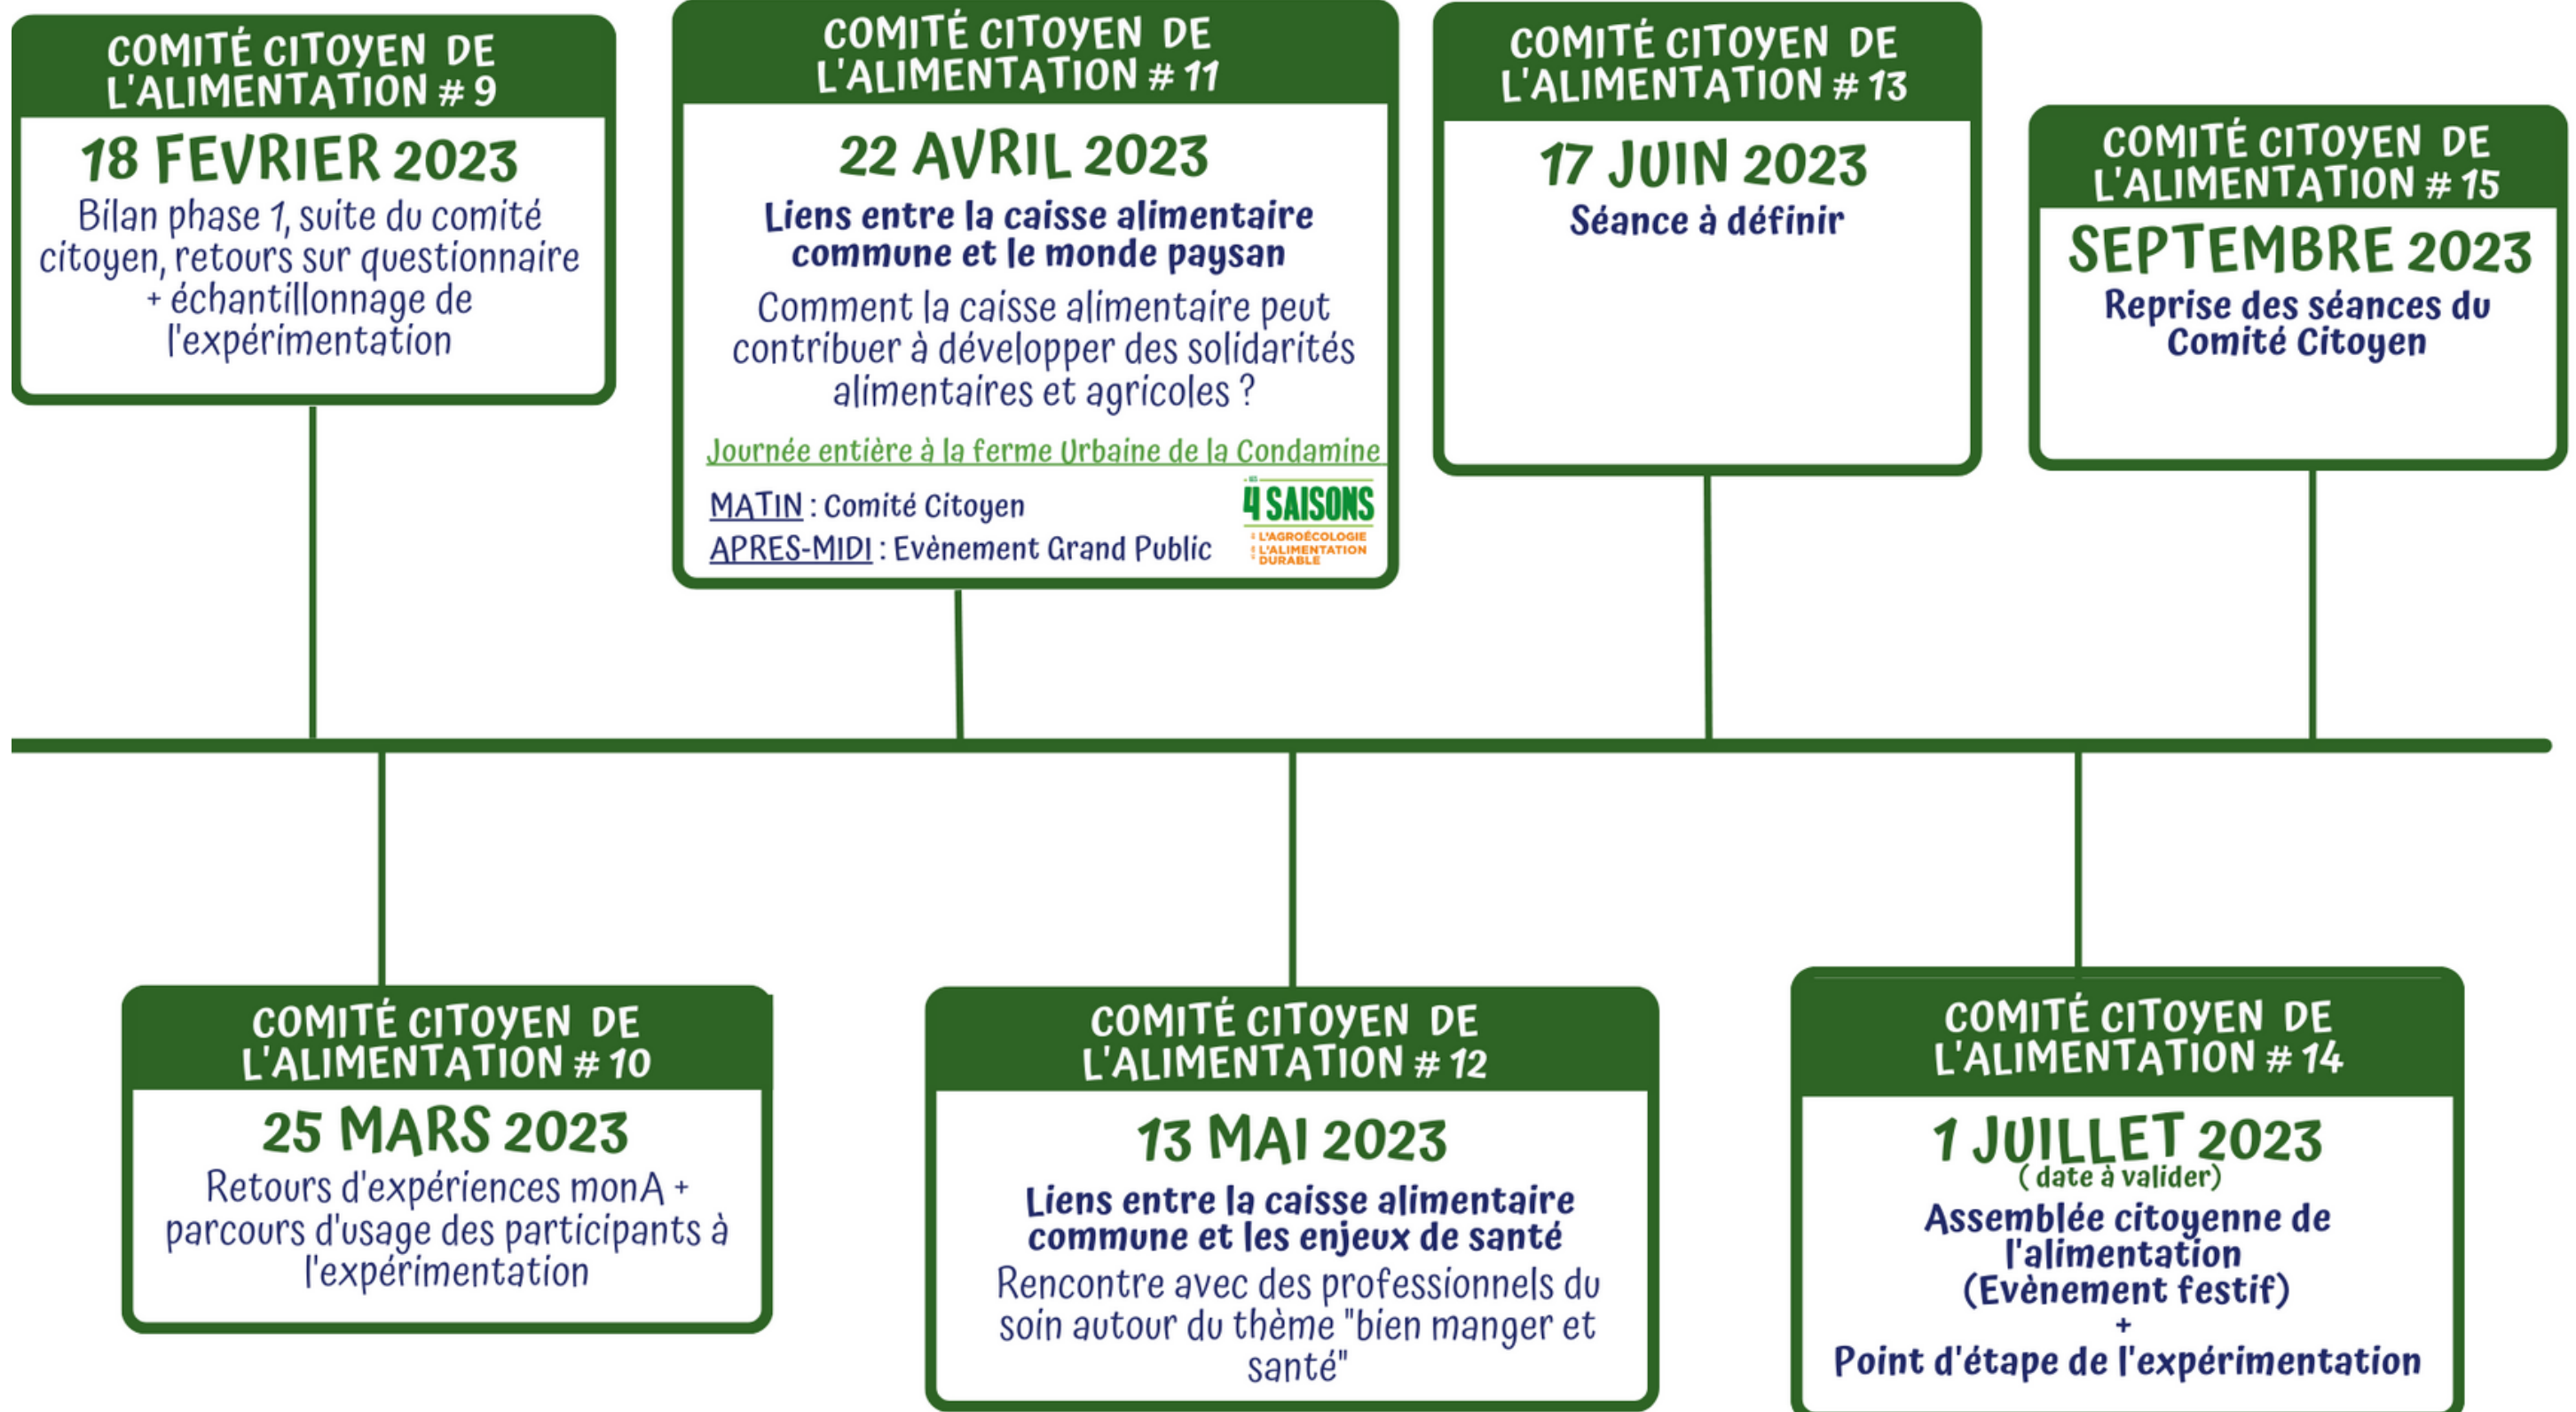 COMITÉ CITOYEN DE
L'ALIMENTATION # 9
18 FEVRIER 2023
Bilan phase 1, suite du comité
citoyen, retours sur questionnaire
+ échantillonnage de
l'expérimentation
COMITÉ CITOYEN DE
L'ALIMENTATION # 11
22 AVRIL 2023
Liens entre la caisse alimentaire
commune et le monde paysan
Comment la caisse alimentaire peut
contribuer à développer des solidarités
alimentaires et agricoles ?
Journée entière à la ferme Urbaine de la Condamine
MATIN : Comité Citoyen
APRES-MIDI : Evènement Grand Public
4 SAISONS
L'AGROÉCOLOGIE
L'ALIMENTATION
DURABLE
COMITÉ CITOYEN DE
L'ALIMENTATION # 13
17 JUIN 2023
Séance à définir
COMITÉ CITOYEN DE
L'ALIMENTATION # 15
SEPTEMBRE 2023
Reprise des séances du
Comité Citoyen
COMITÉ CITOYEN DE
L'ALIMENTATION # 10
25 MARS 2023
Retours d'expériences monA +
parcours d'usage des participants à
l'expérimentation
COMITÉ CITOYEN DE
L'ALIMENTATION # 12
13 MAI 2023
Liens entre la caisse alimentaire
commune et les enjeux de santé
Rencontre avec des professionnels du
soin autour du thème "bien manger et
santé"
COMITÉ CITOYEN DE
L'ALIMENTATION # 14
1 JUILLET 2023
( date à valider)
Assemblée citoyenne de
l'alimentation
(Evènement festif)
+
Point d'étape de l'expérimentation